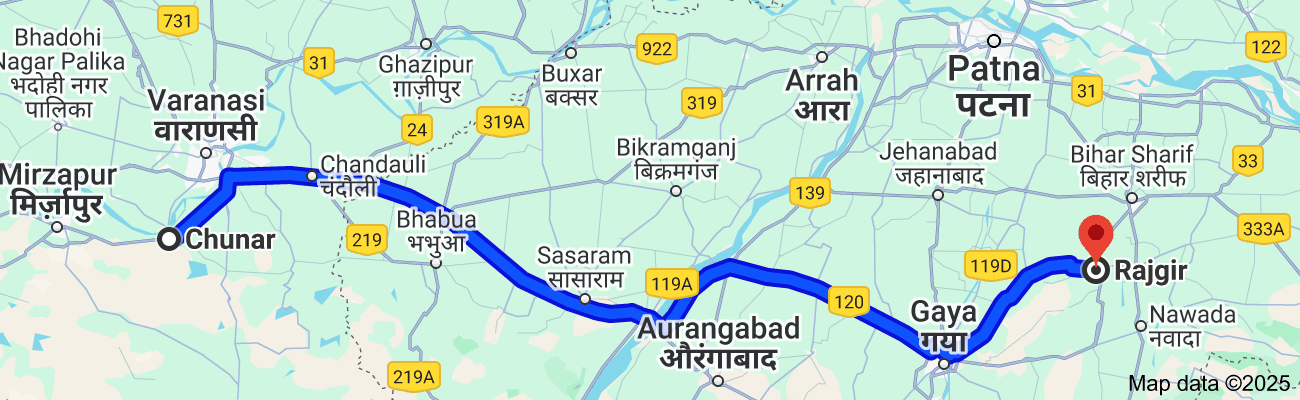 731
Bhadohi
Nagar Palika
भदोही नगर
पालिका
31
Ghazipur
ग़ाज़ीपुर
Buxar
बक्सर
922
Arrah
आरा
Patna
पटना
122
31
Varanasi
वाराणसी
24
319A
319
Bikramganj
बिक्रमगंज
Jehanabad
जहानाबाद
Bihar Sharif
बिहार शरीफ
33
Mirzapur
मिर्ज़ापुर
Chandauli
चंदौली
139
Chunar
219
Bhabua
भभुआ
333A
Sasaram
सासाराम
119A
119D
Rajgir
120
Gaya
गया
Aurangabad
औरंगाबाद
Nawada
नवादा
219A
Map data ©2025